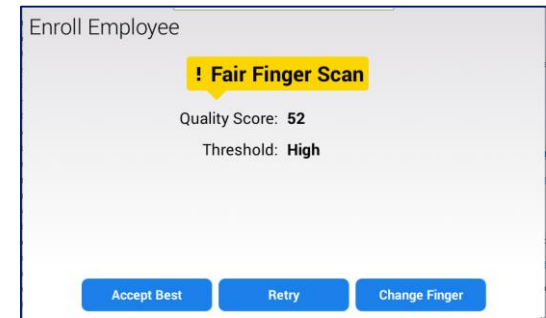 Enroll Employee
! Fair Finger Scan
Quality Score: 52
Threshold: High
Accept Best
Retry
Change Finger